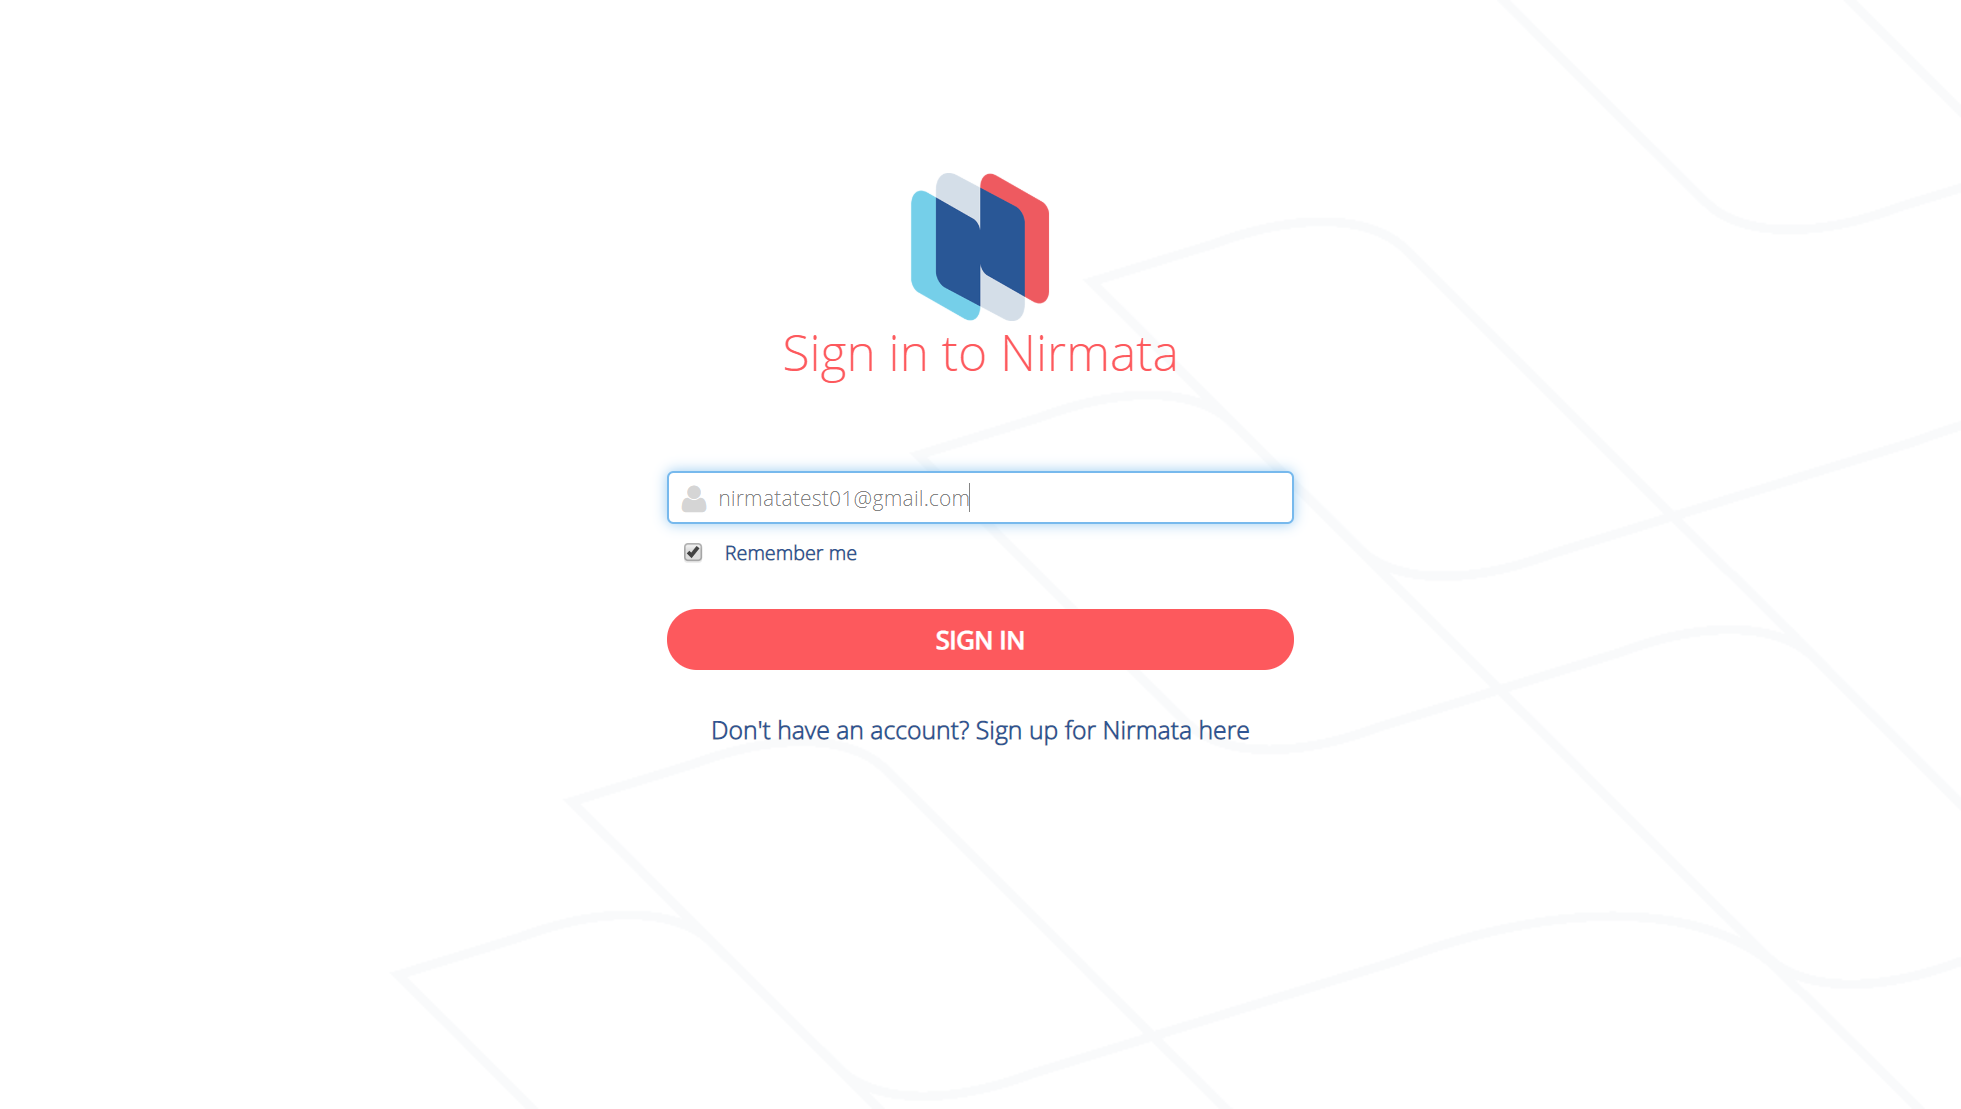 Sign in to Nirmata
nirmatatest01@gmail.com
Remember me
SIGN IN
Don't have an account? Sign up for Nirmata here